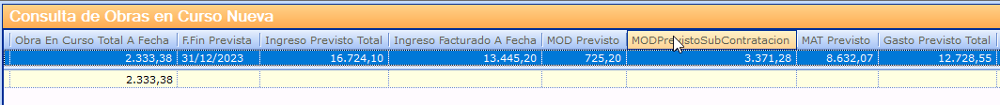 Consulta de Obras en Curso Nueva
Obra En Curso Total A Fecha F.Fin Prevista Ingreso Previsto Total Ingreso Facturado A Fecha MOD Previsto MODPrevistoSubContratacion MAT Previsto Gasto Previsto Total
2.333,38 31/12/2023 16.724,10 13.445,20 725,20 3.371,28 8.632,07 12.728,55
2.333,38